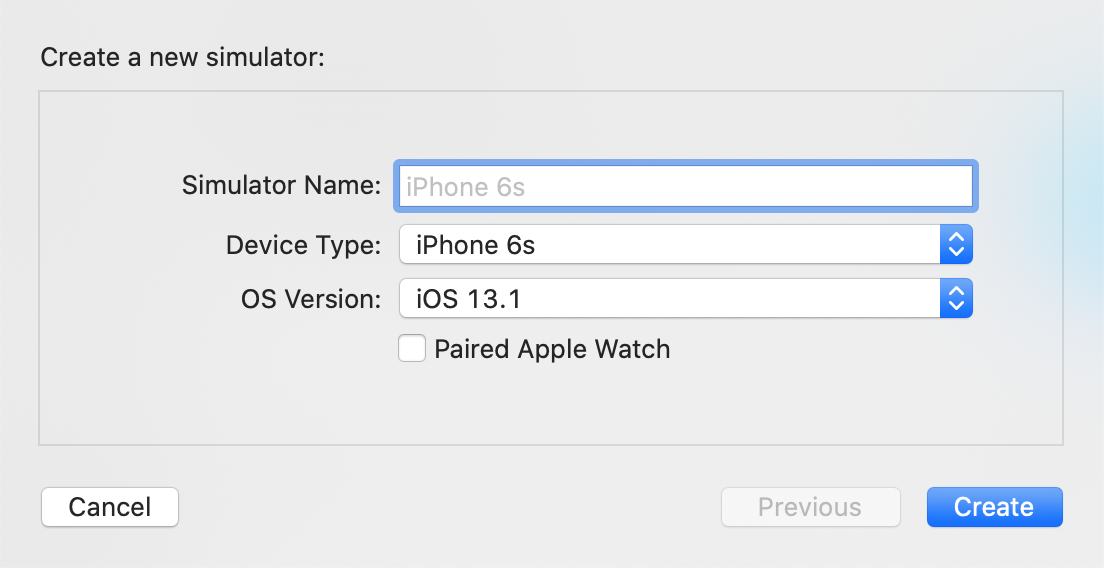 Create a new simulator:
Simulator Name: iPhone 6s
Device Type: iPhone 6s
OS Version: iOS 13.1
Paired Apple Watch
Cancel Previous Create